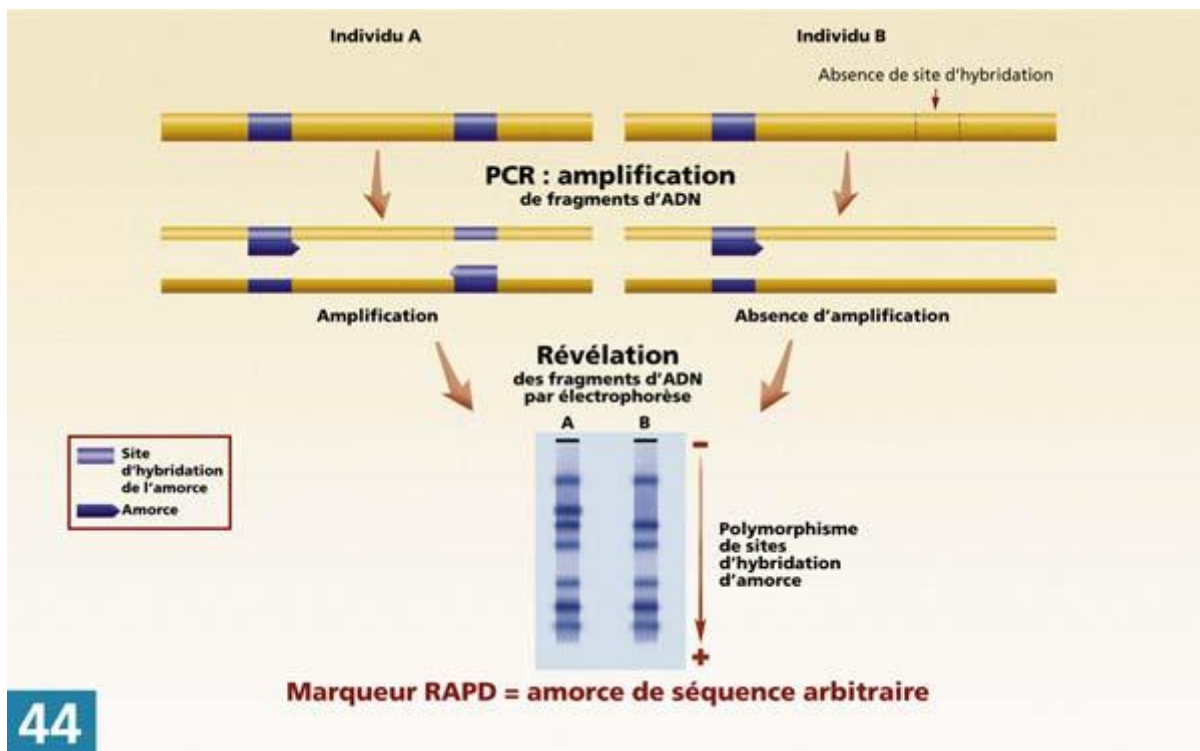 Individu A
Individu B
Absence de site d'hybridation
PCR : amplification
de fragments d'ADN
Amplification
Absence d'amplification
Révélation
des fragments d'ADN
par électrophorèse
A
B
-
Site
d'hybridation
de l'amorce
Amorce
Polymorphisme
de sites
d'hybridation
d'amorce
+
Marqueur RAPD = amorce de séquence arbitraire
44